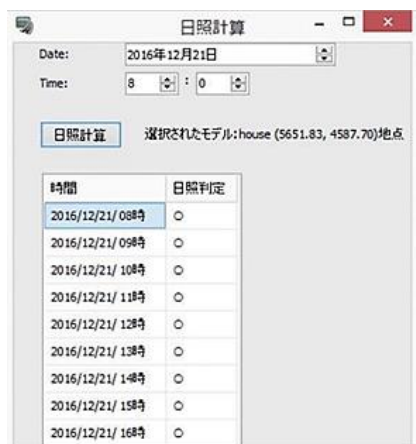 日照計算
Date: 2016年12月21日
Time: 8 : 0
日照計算 選択されたモデル:house (5651.83, 4587.70)地点
時間 日照判定
2016/12/21/ 08時 ○
2016/12/21/ 09時 ○
2016/12/21/ 10時 ○
2016/12/21/ 11時 ○
2016/12/21/ 12時 ○
2016/12/21/ 13時 ○
2016/12/21/ 14時 ○
2016/12/21/ 15時 ○
2016/12/21/ 16時 ○